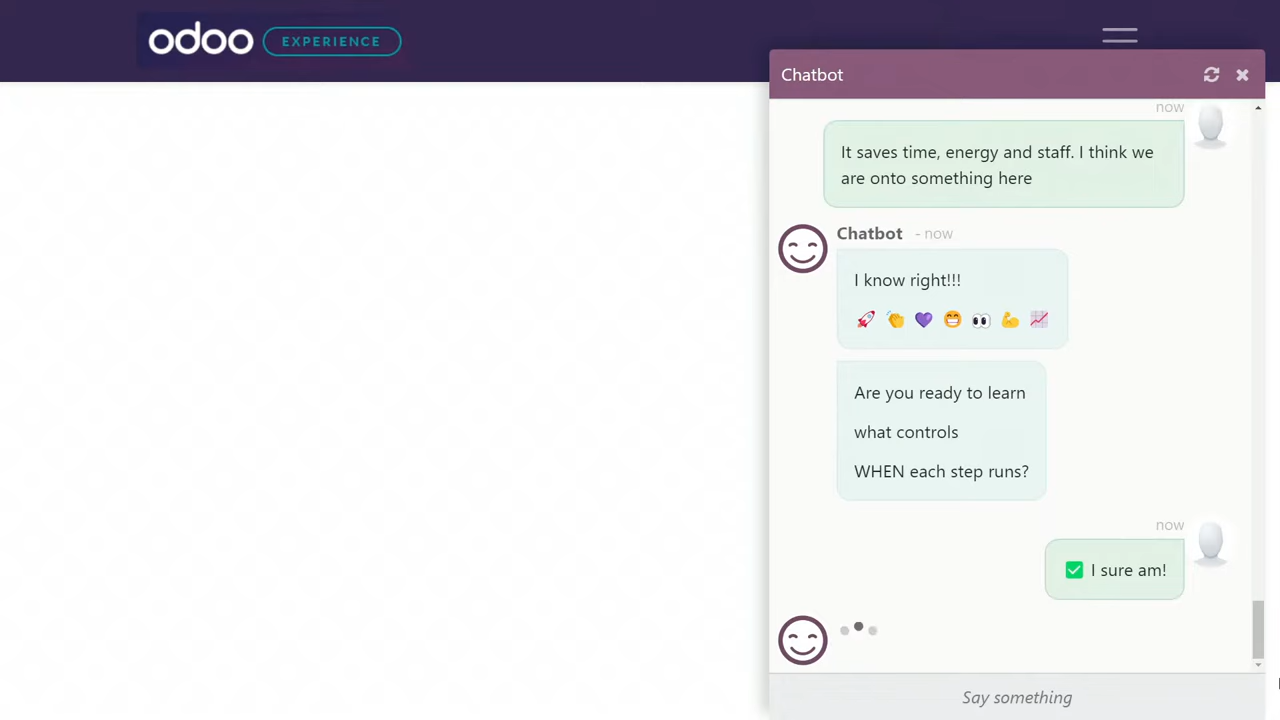 odoo EXPERIENCE
Chatbot
now
It saves time, energy and staff. I think we
are onto something here
Chatbot - now
I know right!!!
🚀 👏 💜 😁 👀 💪 📈
Are you ready to learn
what controls
WHEN each step runs?
now
✅ I sure am!
Say something